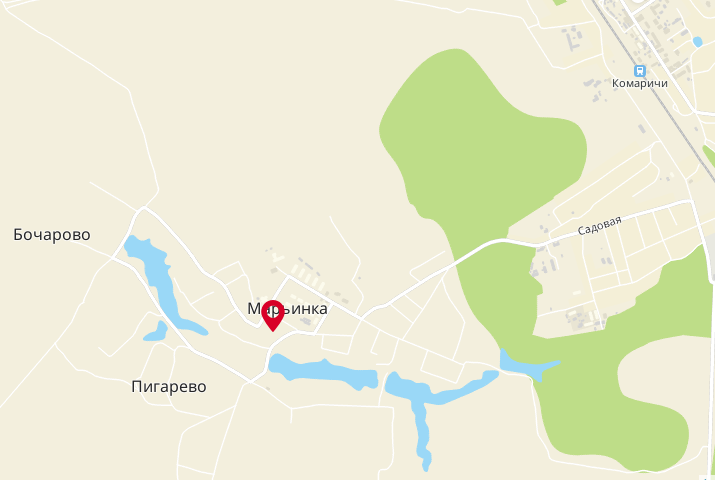 Комаричи
Садовая
Бочарово
Марьинка
Пигарево